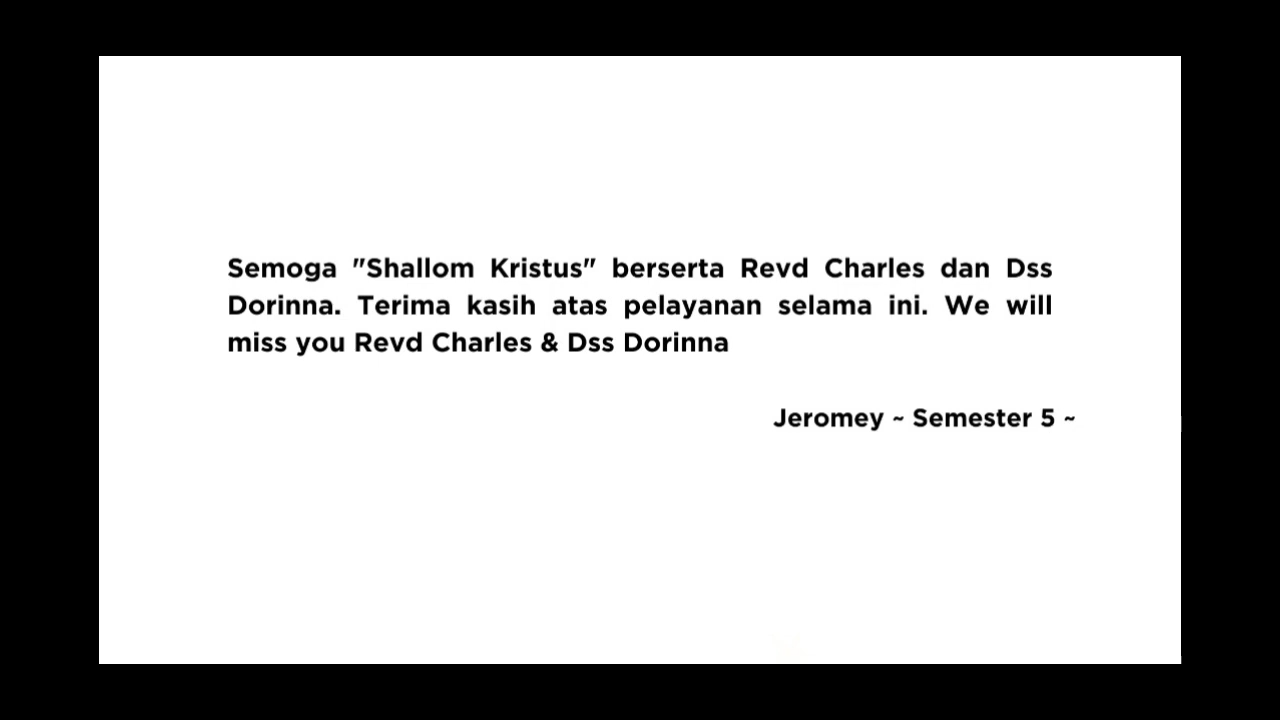 Semoga "Shallom Kristus" berserta Revd Charles dan Dss
Dorinna. Terima kasih atas pelayanan selama ini. We will
miss you Revd Charles & Dss Dorinna
Jeromey ~ Semester 5 ~